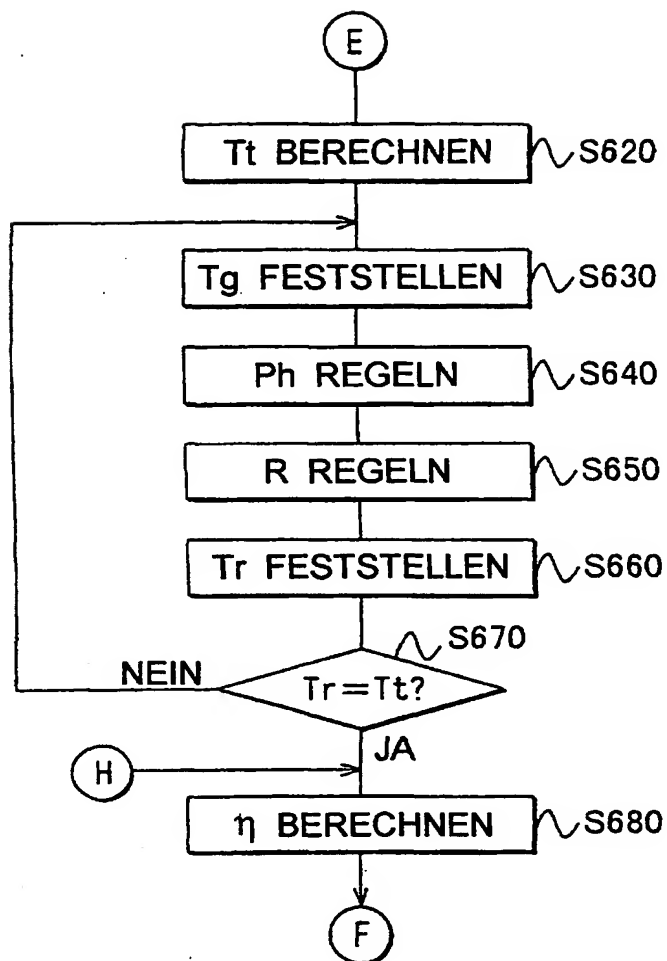 E
Tt BERECHNEN S620
Tg FESTSTELLEN S630
Ph REGELN S640
R REGELN S650
Tr FESTSTELLEN S660
S670
NEIN
Tr=Tt?
JA
H
η BERECHNEN S680
F